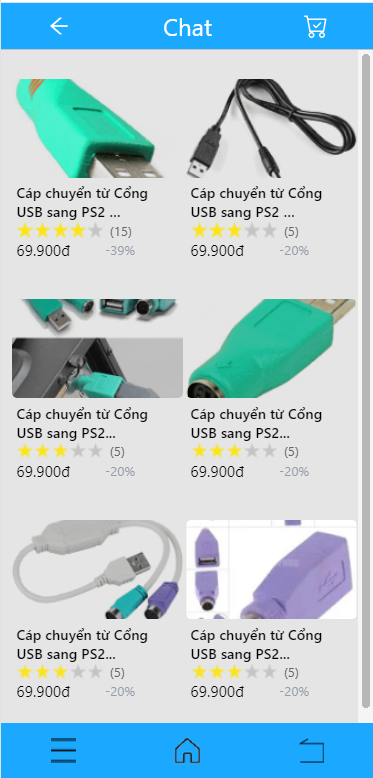 Chat
Cáp chuyển từ Cổng
USB sang PS2 ...
(15)
69.900đ -39%
Cáp chuyển từ Cổng
USB sang PS2 ...
(5)
69.900đ -20%
Cáp chuyển từ Cổng
USB sang PS2...
(5)
69.900đ -20%
Cáp chuyển từ Cổng
USB sang PS2...
(5)
69.900đ -20%
Cáp chuyển từ Cổng
USB sang PS2...
(5)
69.900đ -20%
Cáp chuyển từ Cổng
USB sang PS2...
(5)
69.900đ -20%